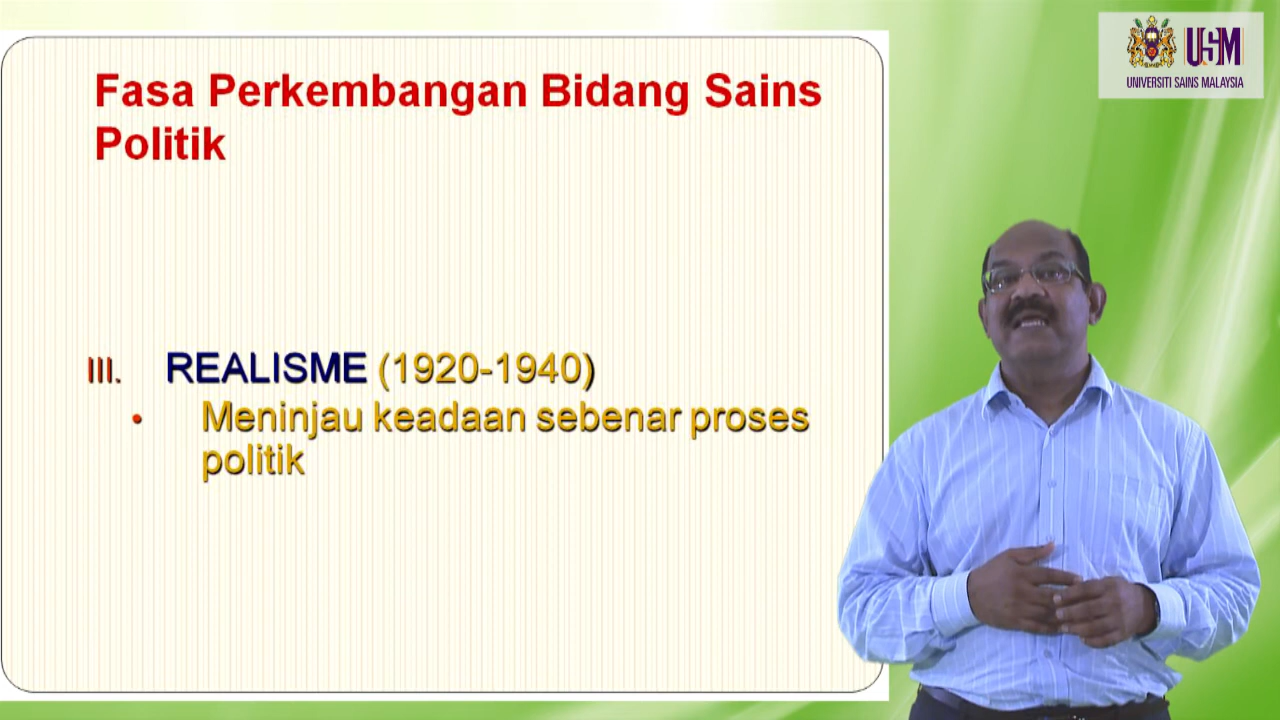 Fasa Perkembangan Bidang Sains
Politik
III. REALISME (1920-1940)
• Meninjau keadaan sebenar proses
politik
USM
UNIVERSITI SAINS MALAYSIA